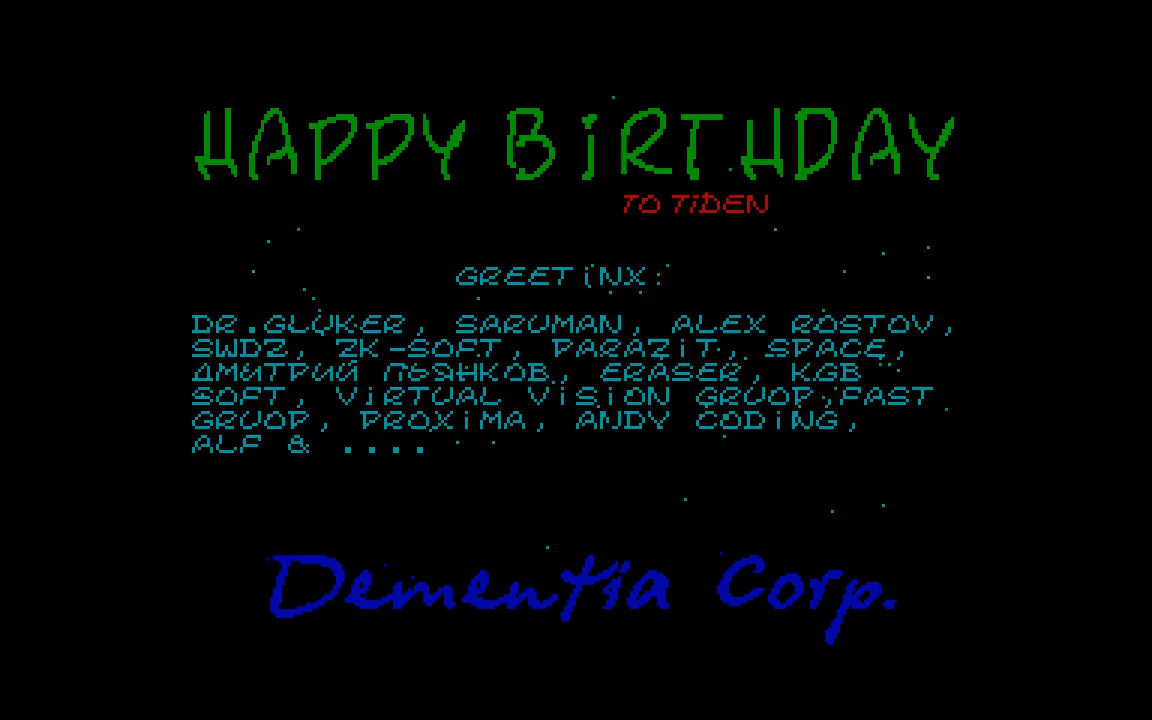 HAPPY BiRTHDAY
TO TiDEN
GREETiNX:
DR.GLUKER, SARUMAN, ALEX ROSTOV,
SWDZ, ZK-SOFT, PARAZiT, SPACE,
ДМИТРИЙ ПЬЯНКОВ, ERASER, KGB
SOFT, ViRTUAL ViSiON GRUOP,FAST
GRUOP, PROXiMA, ANDY CODiNG,
ALF & ....
Dementia Corp.